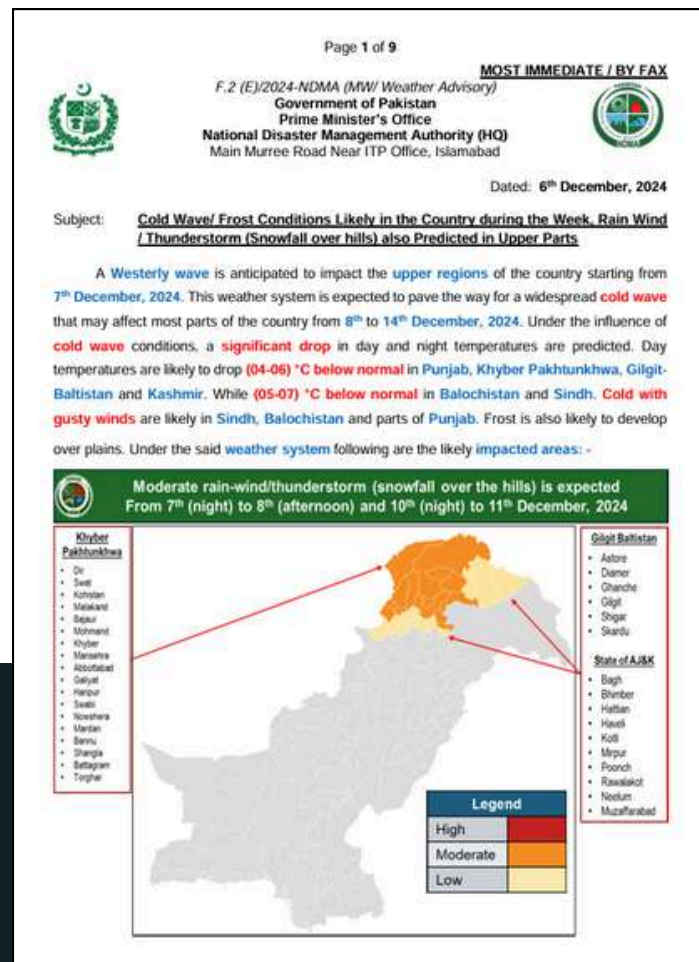 Page 1 of 9
MOST IMMEDIATE / BY FAX
F.2 (E)/2024-NDMA (MW/ Weather Advisory)
Government of Pakistan
Prime Minister's Office
National Disaster Management Authority (HQ)
Main Murree Road Near ITP Office, Islamabad
NDMA
Dated: 6th December, 2024
Subject: Cold Wave/ Frost Conditions Likely in the Country during the Week, Rain Wind
/ Thunderstorm (Snowfall over hills) also Predicted in Upper Parts
A Westerly wave is anticipated to impact the upper regions of the country starting from
7th December, 2024. This weather system is expected to pave the way for a widespread cold wave
that may affect most parts of the country from 8th to 14th December, 2024. Under the influence of
cold wave conditions, a significant drop in day and night temperatures are predicted. Day
temperatures are likely to drop (04-06) °C below normal in Punjab, Khyber Pakhtunkhwa, Gilgit-
Baltistan and Kashmir. While (05-07) °C below normal in Balochistan and Sindh. Cold with
gusty winds are likely in Sindh, Balochistan and parts of Punjab. Frost is also likely to develop
over plains. Under the said weather system following are the likely impacted areas: -
Moderate rain-wind/thunderstorm (snowfall over the hills) is expected
From 7th (night) to 8th (afternoon) and 10th (night) to 11th December, 2024
Khyber
Pakhtunkhwa
• Dir
• Swat
• Kohistan
• Malakand
• Bajaur
• Mohmand
• Khyber
• Mansehra
• Abbottabad
• Galiyat
• Haripur
• Swabi
• Nowshera
• Mardan
• Bannu
• Shangla
• Battagram
• Torghar
Gilgit Baltistan
• Astore
• Diamer
• Ghanche
• Gilgit
• Shigar
• Skardu
State of AJ&K
• Bagh
• Bhimber
• Hattian
• Haveli
• Kotli
• Mirpur
• Poonch
• Rawalakot
• Neelum
• Muzaffarabad
Legend
High
Moderate
Low